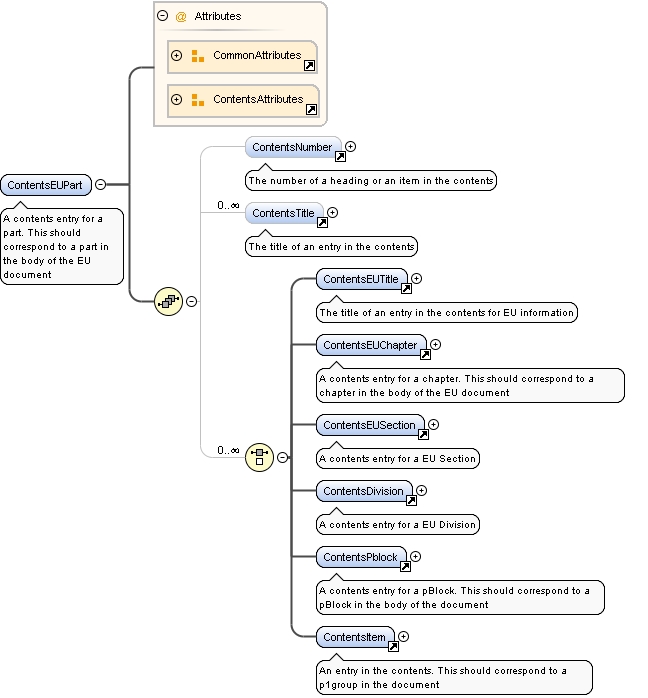 @ Attributes
CommonAttributes
ContentsAttributes
ContentsEUPart
A contents entry for a
part. This should
correspond to a part in
the body of the EU
document
ContentsNumber
The number of a heading or an item in the contents
0..∞
ContentsTitle
The title of an entry in the contents
ContentsEUTitle
The title of an entry in the contents for EU information
ContentsEUChapter
A contents entry for a chapter. This should correspond to a
chapter in the body of the EU document
ContentsEUSection
A contents entry for a EU Section
0..∞
ContentsDivision
A contents entry for a EU Division
ContentsPblock
A contents entry for a pBlock. This should correspond to a
pBlock in the body of the document
ContentsItem
An entry in the contents. This should correspond to a
p1group in the document